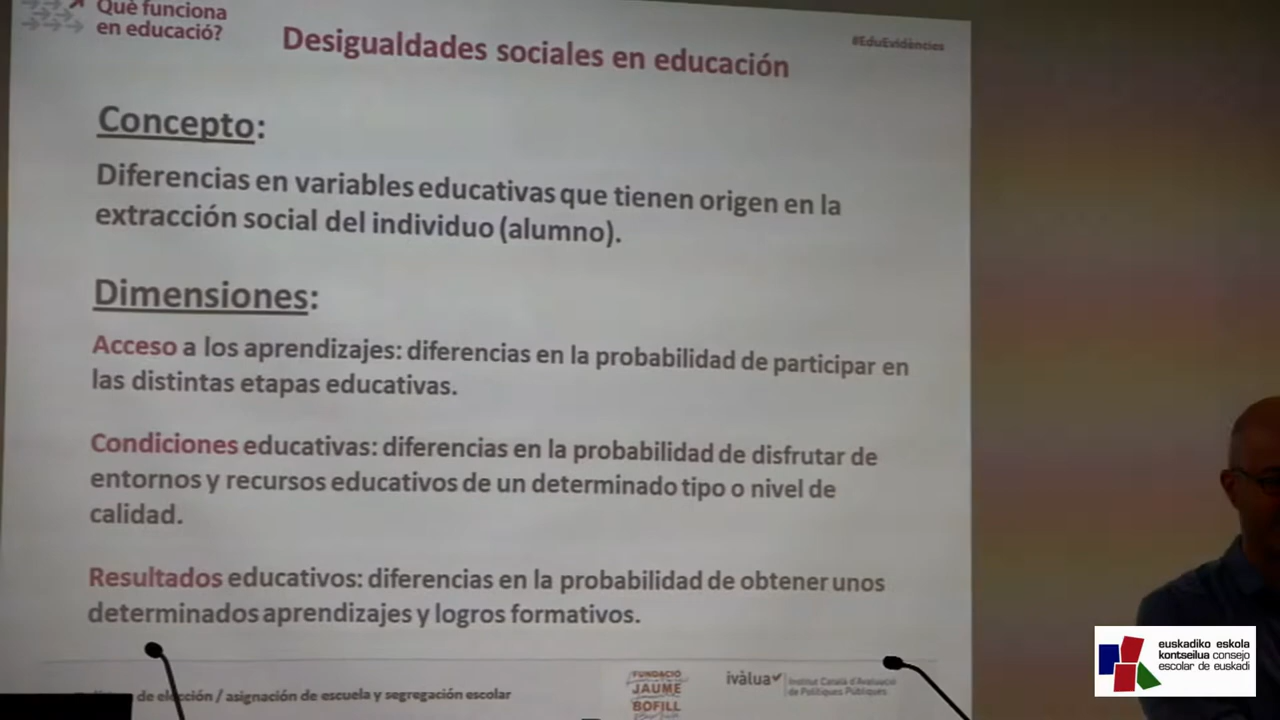 Què funciona
en educació?
Desigualdades sociales en educación
#EduEvidències
Concepto:
Diferencias en variables educativas que tienen origen en la
extracción social del individuo (alumno).
Dimensiones:
Acceso a los aprendizajes: diferencias en la probabilidad de participar en
las distintas etapas educativas.
Condiciones educativas: diferencias en la probabilidad de disfrutar de
entornos y recursos educativos de un determinado tipo o nivel de
calidad.
Resultados educativos: diferencias en la probabilidad de obtener unos
determinados aprendizajes y logros formativos.
de elección / asignación de escuela y segregación escolar
FUNDACIÓ
JAUME
BOFILL
ivàlua
Institut Català d'Avaluació
de Polítiques Públiques
euskadiko eskola
kontseilua consejo
escolar de euskadi